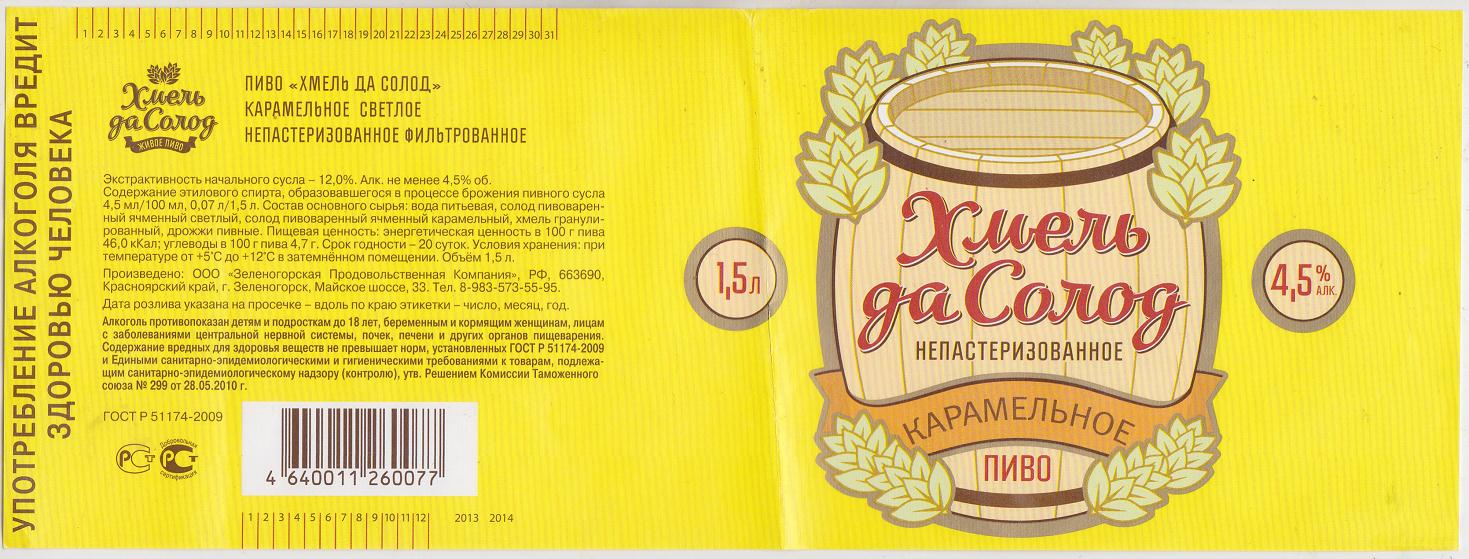 УПОТРЕБЛЕНИЕ АЛКОГОЛЯ ВРЕДИТ
ЗДОРОВЬЮ ЧЕЛОВЕКА
1 2 3 4 5 6 7 8 9 10 11 12 13 14 15 16 17 18 19 20 21 22 23 24 25 26 27 28 29 30 31
Хмель
да Солод
ЖИВОЕ ПИВО
ПИВО «ХМЕЛЬ ДА СОЛОД»
КАРАМЕЛЬНОЕ СВЕТЛОЕ
НЕПАСТЕРИЗОВАННОЕ ФИЛЬТРОВАННОЕ
Экстрактивность начального сусла – 12,0%. Алк. не менее 4,5% об.
Содержание этилового спирта, образовавшегося в процессе брожения пивного сусла
4,5 мл/100 мл, 0,07 л/1,5 л. Состав основного сырья: вода питьевая, солод пивоварен-
ный ячменный светлый, солод пивоваренный ячменный карамельный, хмель гранули-
рованный, дрожжи пивные. Пищевая ценность: энергетическая ценность в 100 г пива
46,0 кКал; углеводы в 100 г пива 4,7 г. Срок годности – 20 суток. Условия хранения: при
температуре от +5°С до +12°С в затемнённом помещении. Объём 1,5 л.
Произведено: ООО «Зеленогорская Продовольственная Компания», РФ, 663690,
Красноярский край, г. Зеленогорск, Майское шоссе, 33. Тел. 8-983-573-55-95.
Дата розлива указана на просечке – вдоль по краю этикетки – число, месяц, год.
Алкоголь противопоказан детям и подросткам до 18 лет, беременным и кормящим женщинам, лицам
с заболеваниями центральной нервной системы, почек, печени и других органов пищеварения.
Содержание вредных для здоровья веществ не превышает норм, установленных ГОСТ Р 51174-2009
и Едиными санитарно-эпидемиологическими и гигиеническими требованиями к товарам, подлежа-
щим санитарно-эпидемиологическому надзору (контролю), утв. Решением Комиссии Таможенного
союза № 299 от 28.05.2010 г.
ГОСТ Р 51174-2009
РСТ
Добровольная
РСТ
сертификация
4 640011 260077
1 2 3 4 5 6 7 8 9 10 11 12 2013 2014
1,5 л
Хмель
да Солод
НЕПАСТЕРИЗОВАННОЕ
КАРАМЕЛЬНОЕ
ПИВО
4,5 %
АЛК.